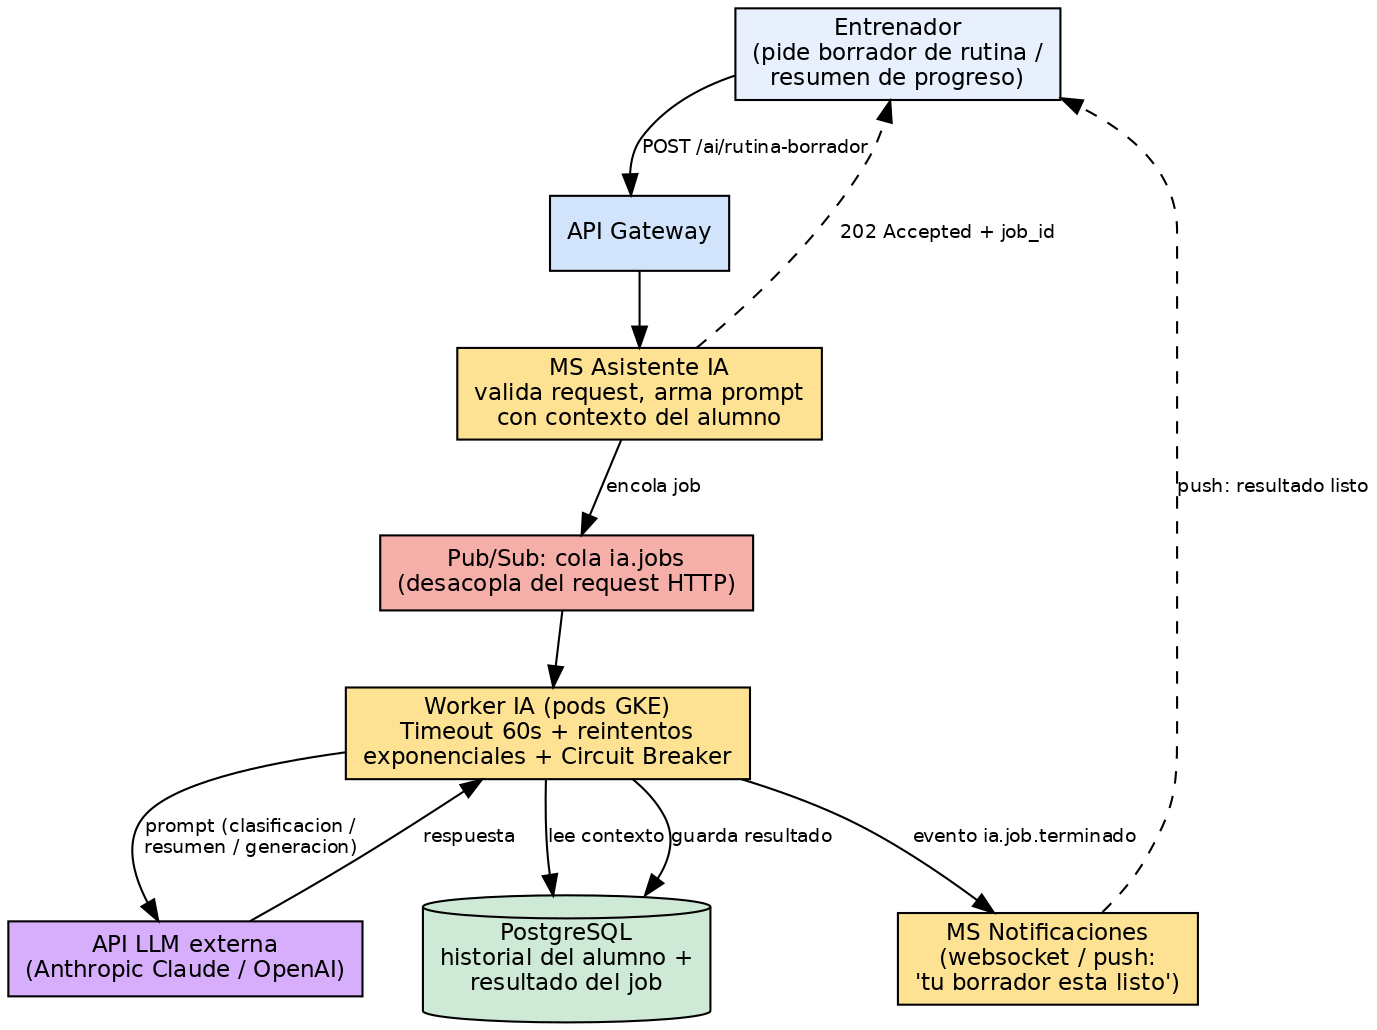 Entrenador
(pide borrador de rutina /
resumen de progreso)
POST /ai/rutina-borrador
API Gateway
202 Accepted + job_id
MS Asistente IA
valida request, arma prompt
con contexto del alumno
encola job
push: resultado listo
Pub/Sub: cola ia.jobs
(desacopla del request HTTP)
Worker IA (pods GKE)
Timeout 60s + reintentos
exponenciales + Circuit Breaker
prompt (clasificacion /
resumen / generacion)
respuesta
lee contexto
guarda resultado
evento ia.job.terminado
API LLM externa
(Anthropic Claude / OpenAI)
PostgreSQL
historial del alumno +
resultado del job
MS Notificaciones
(websocket / push:
'tu borrador esta listo')